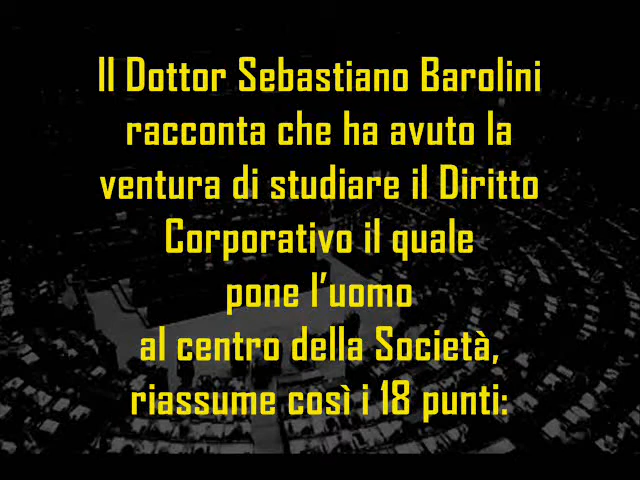 Il Dottor Sebastiano Barolini
racconta che ha avuto la
ventura di studiare il Diritto
Corporativo il quale
pone l'uomo
al centro della Società,
riassume così i 18 punti: